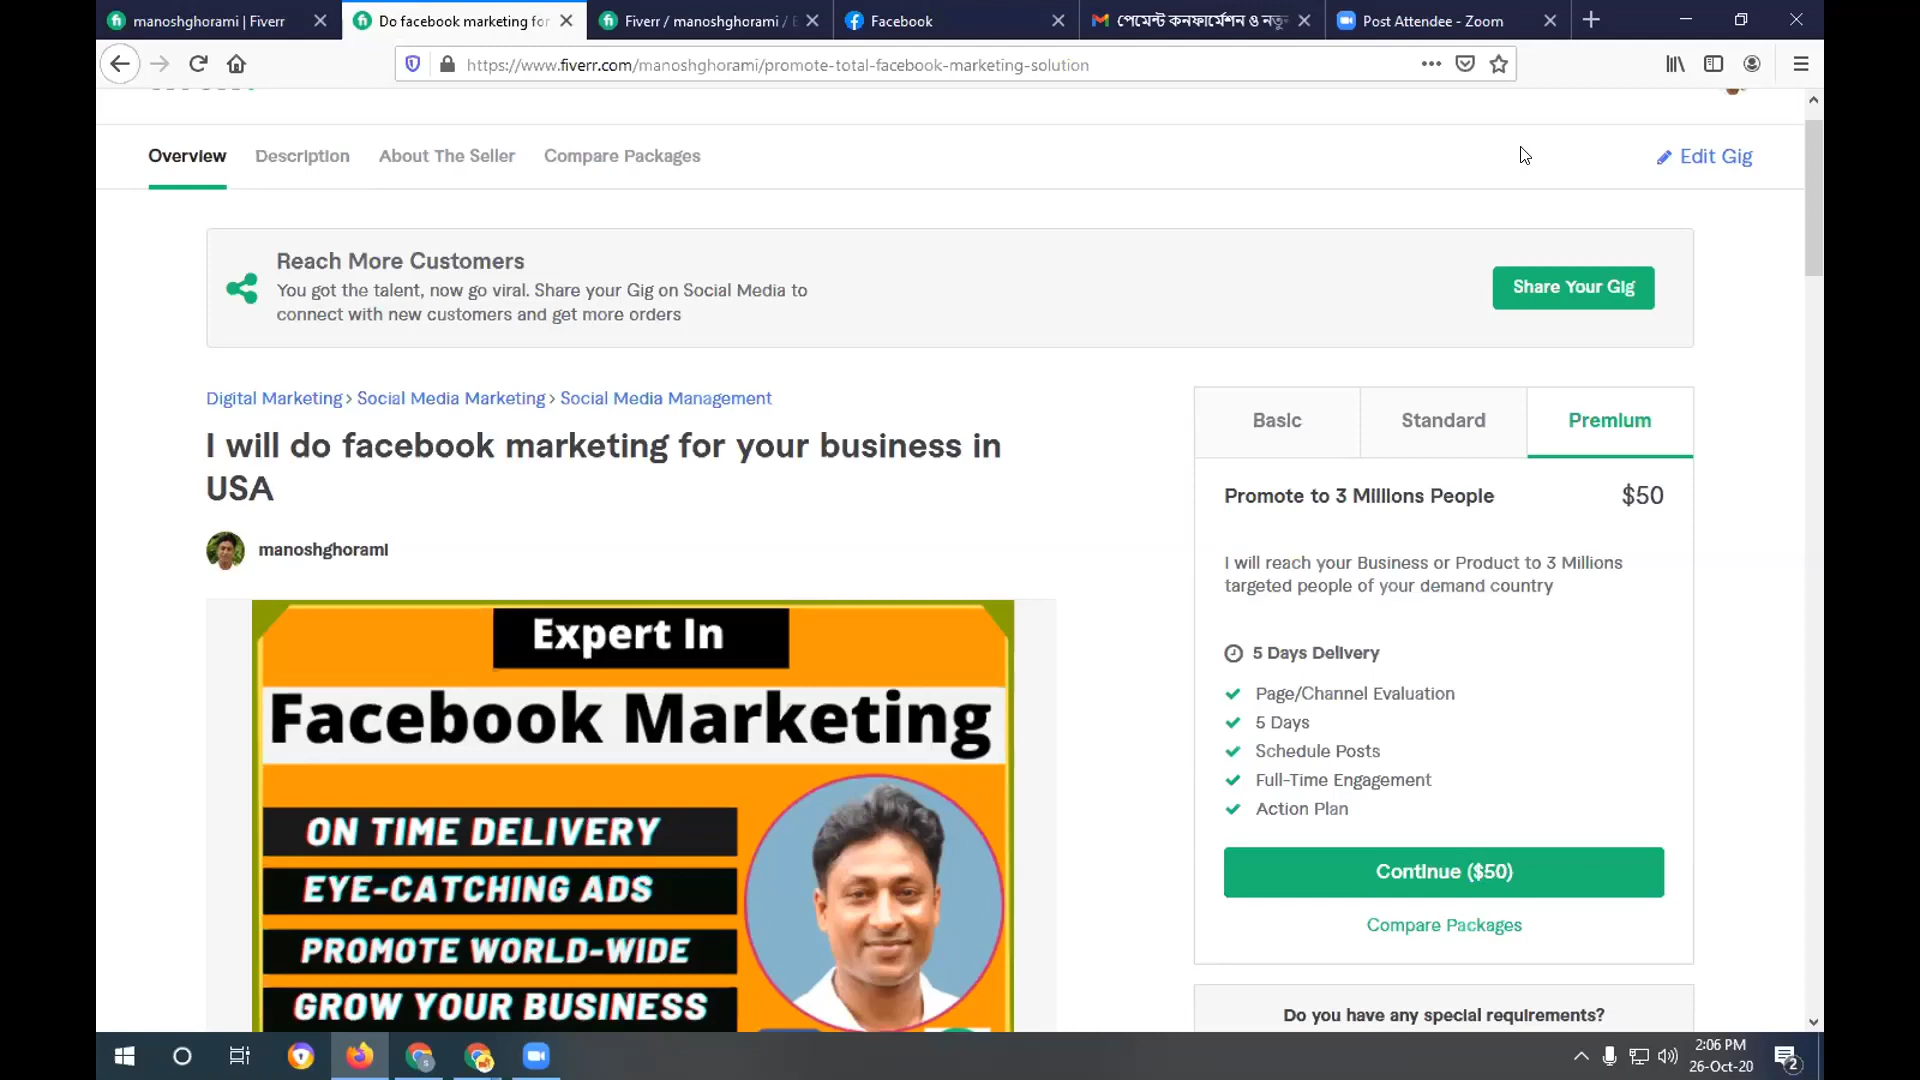 manoshghorami | Fiverr
Do facebook marketing for
Fiverr / manoshghorami /
Facebook
পেমেন্ট কনফার্মেশন ও নতু
Post Attendee - Zoom
https://www.fiverr.com/manoshghorami/promote-total-facebook-marketing-solution
Overview
Description
About The Seller
Compare Packages
Edit Gig
Reach More Customers
You got the talent, now go viral. Share your Gig on Social Media to
connect with new customers and get more orders
Share Your Gig
Digital Marketing › Social Media Marketing › Social Media Management
I will do facebook marketing for your business in
USA
manoshghorami
Expert In
Facebook Marketing
ON TIME DELIVERY
EYE-CATCHING ADS
PROMOTE WORLD-WIDE
GROW YOUR BUSINESS
Basic
Standard
Premium
Promote to 3 Millions People
$50
I will reach your Business or Product to 3 Millions
targeted people of your demand country
5 Days Delivery
Page/Channel Evaluation
5 Days
Schedule Posts
Full-Time Engagement
Action Plan
Continue ($50)
Compare Packages
Do you have any special requirements?
2:06 PM
26-Oct-20
2